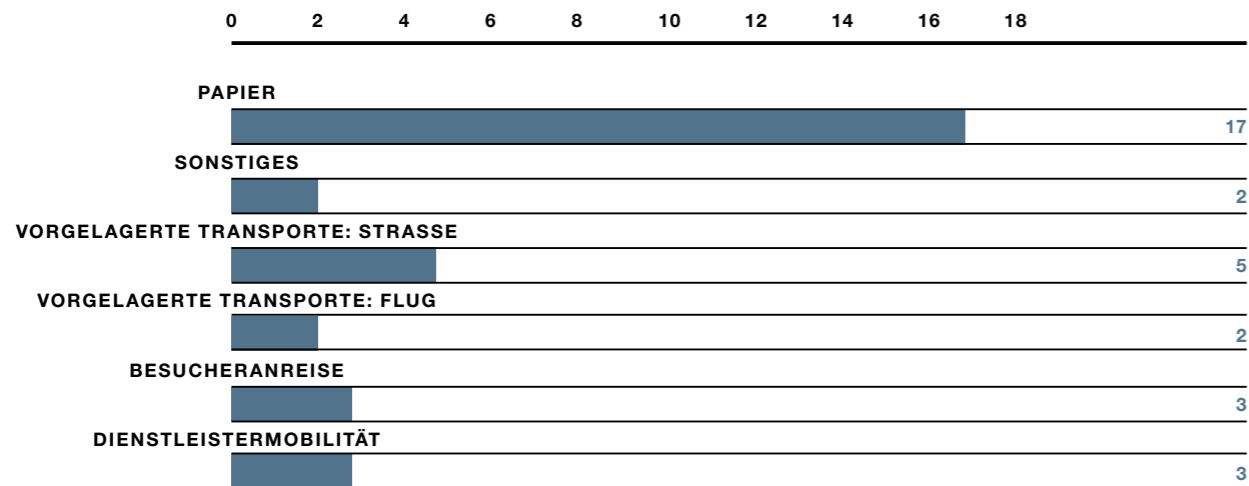 0 2 4 6 8 10 12 14 16 18
PAPIER
17
SONSTIGES
2
VORGELAGERTE TRANSPORTE: STRASSE
5
VORGELAGERTE TRANSPORTE: FLUG
2
BESUCHERANREISE
3
DIENSTLEISTERMOBILITÄT
3